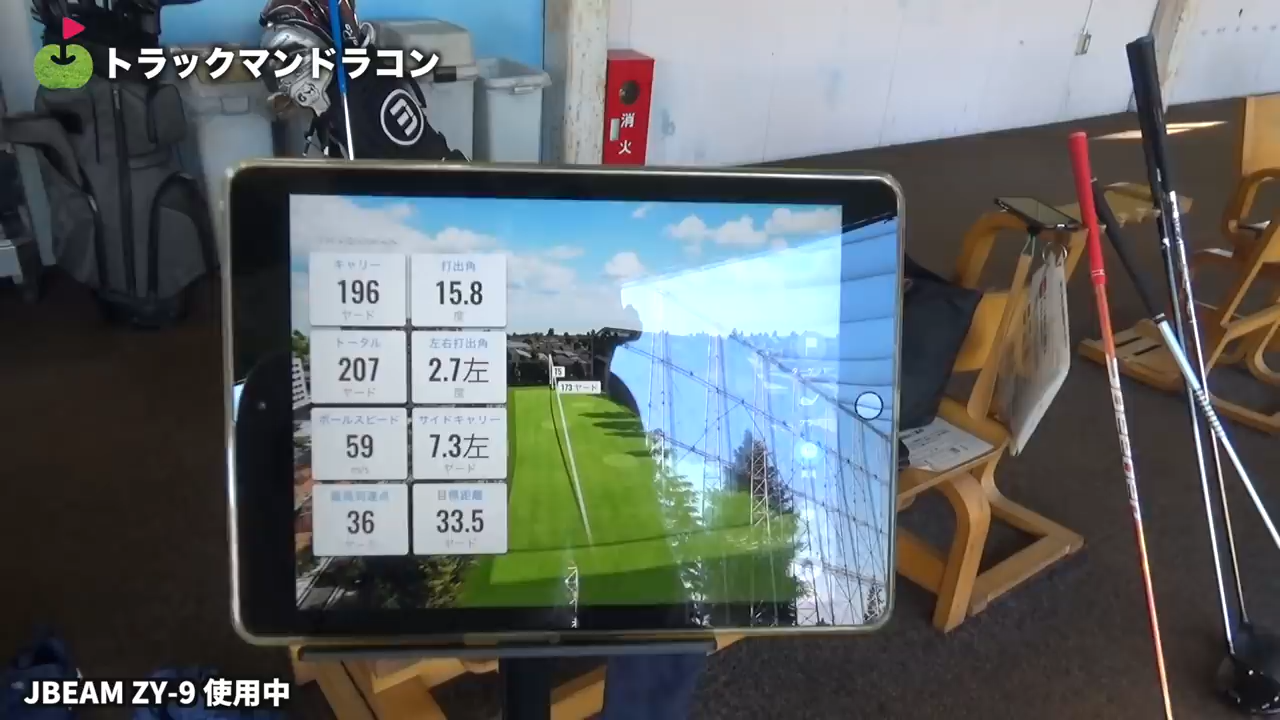 トラックマンドラコン
消
火
キャリー
196
ヤード
打出角
15.8
度
トータル
207
ヤード
左右打出角
2.7左
度
ボールスピード
59
m/s
サイドキャリー
7.3左
ヤード
最高到達点
36
ヤード
目標距離
33.5
ヤード
T5
173 ヤード
JBEAM ZY-9 使用中